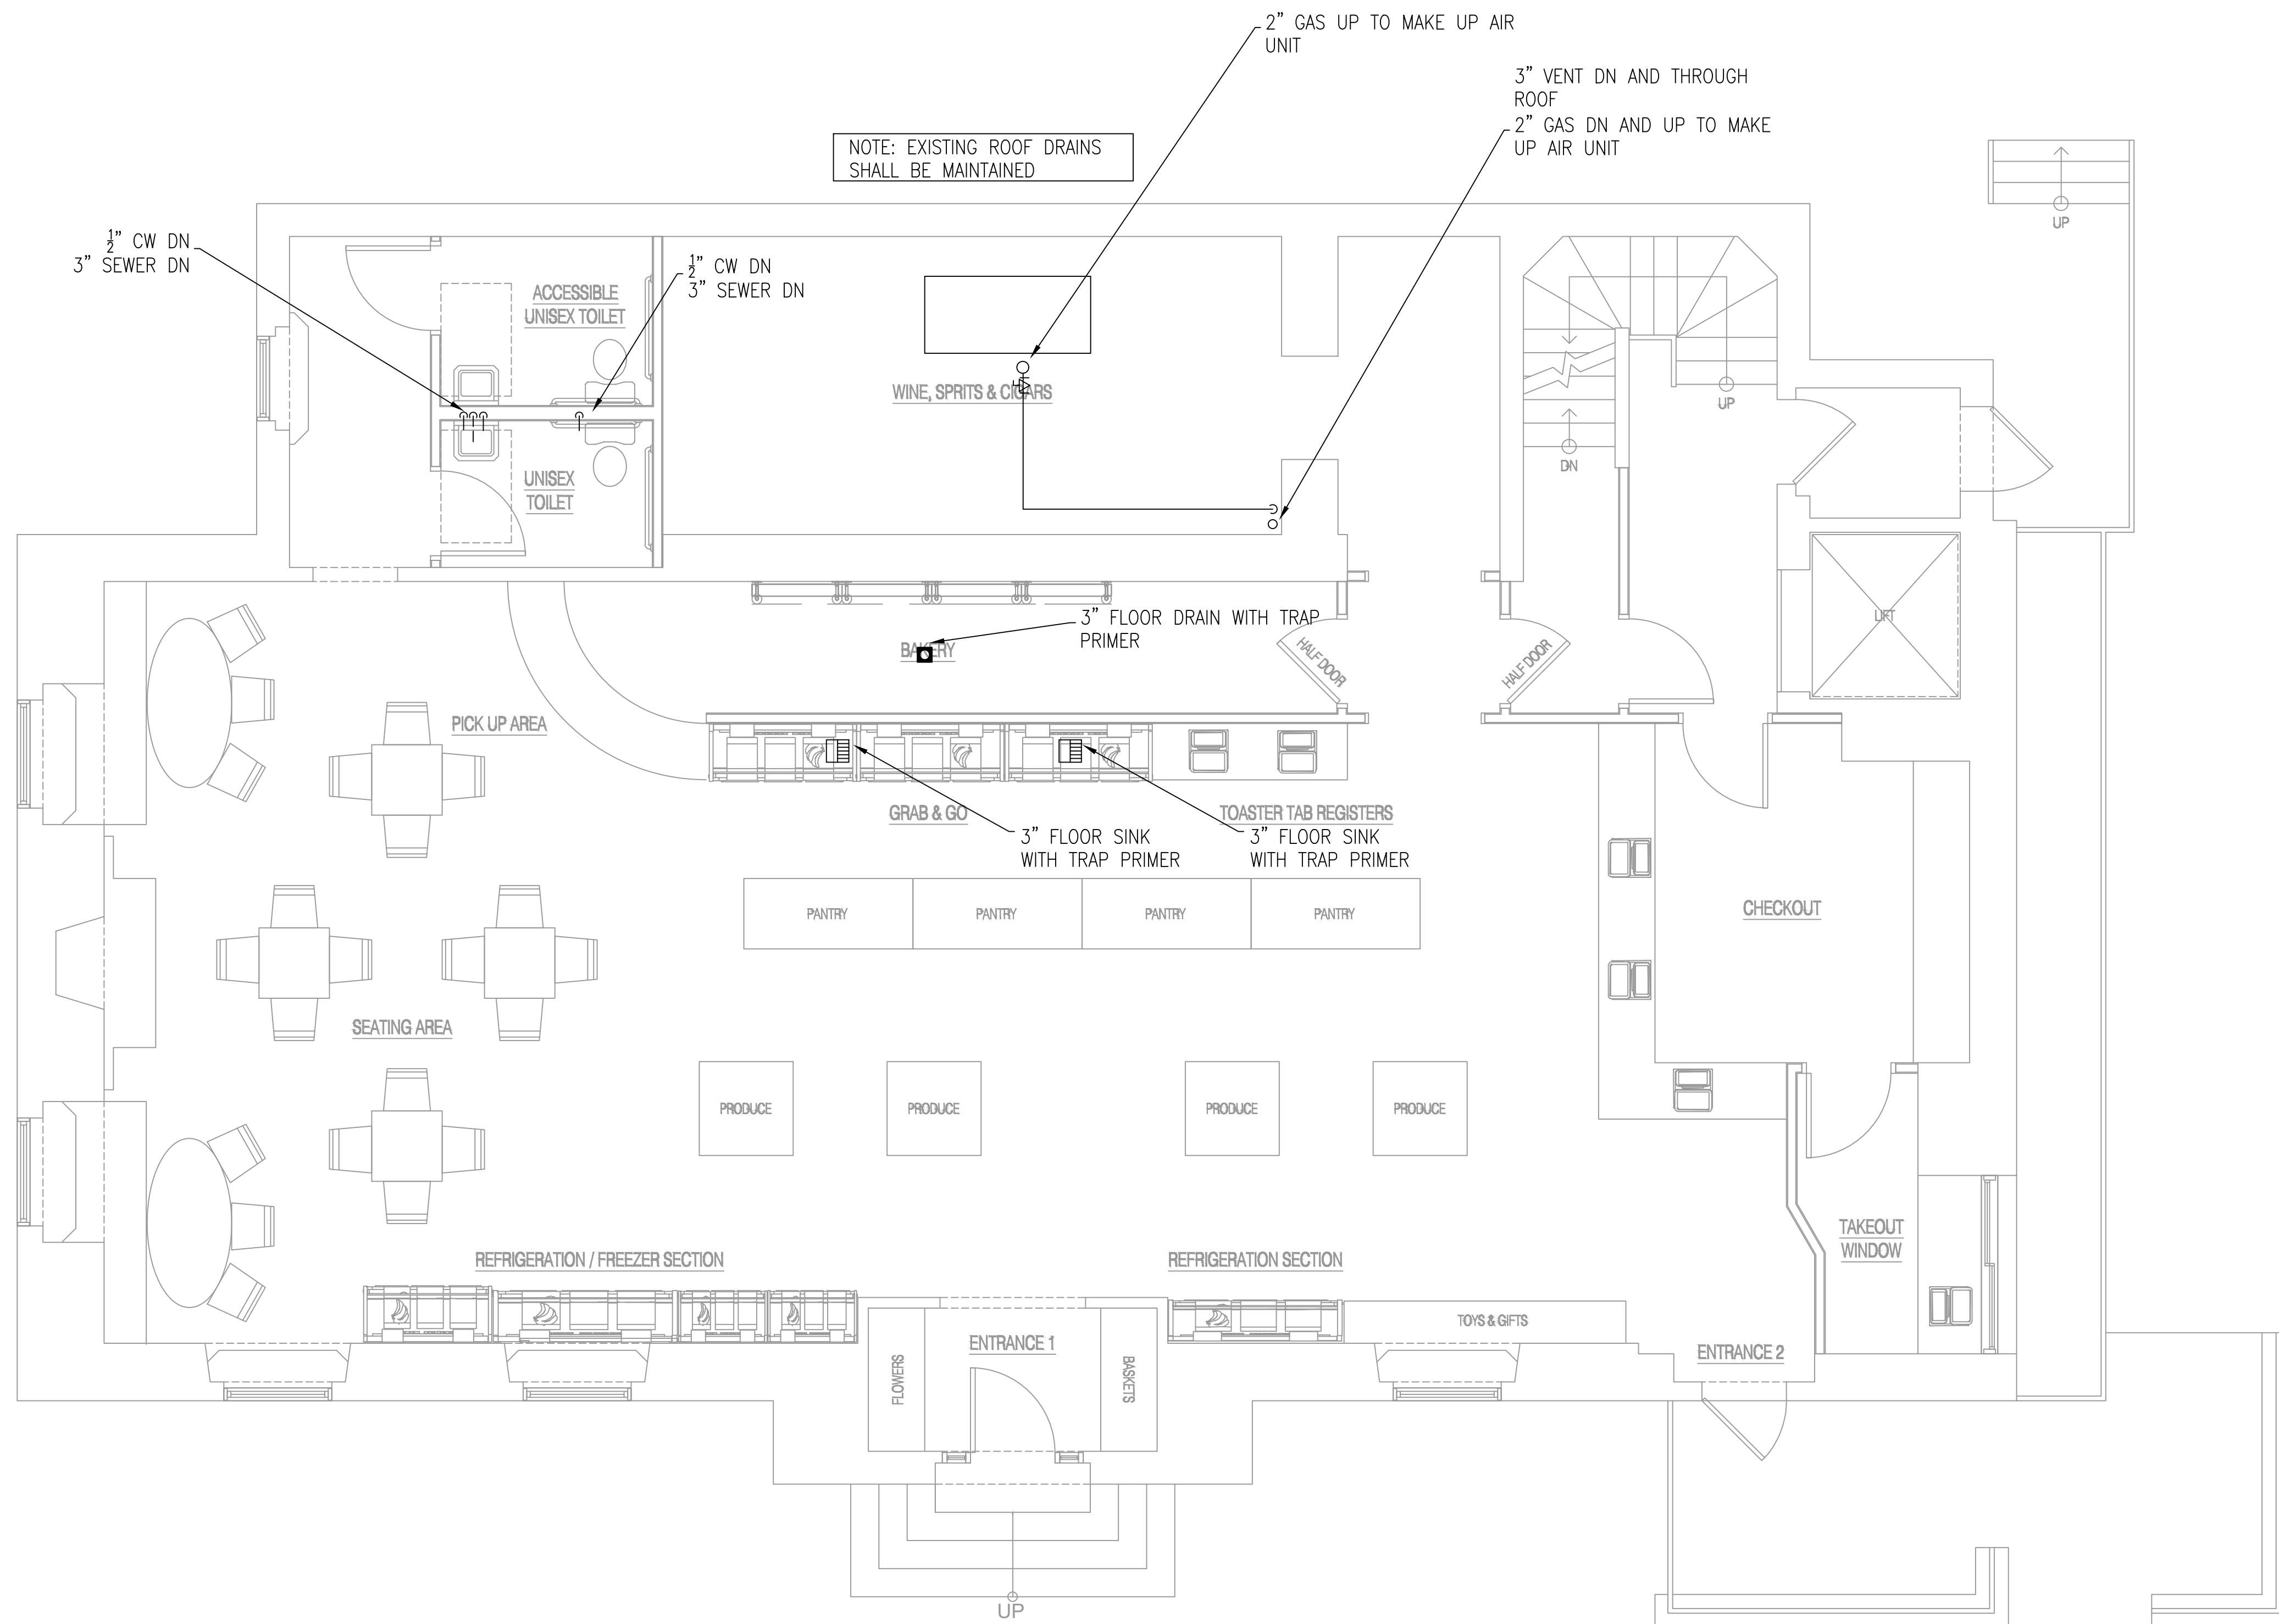 2" GAS UP TO MAKE UP AIR
UNIT
3" VENT DN AND THROUGH
ROOF
2" GAS DN AND UP TO MAKE
UP AIR UNIT
NOTE: EXISTING ROOF DRAINS
SHALL BE MAINTAINED
UP
½" CW DN
3" SEWER DN
½" CW DN
3" SEWER DN
ACCESSIBLE
UNISEX TOILET
WINE, SPRITS & CIGARS
UP
DN
UNISEX
TOILET
LIFT
3" FLOOR DRAIN WITH TRAP
PRIMER
BAKERY
HALF DOOR
HALF DOOR
PICK UP AREA
GRAB & GO
TOASTER TAB REGISTERS
3" FLOOR SINK
WITH TRAP PRIMER
3" FLOOR SINK
WITH TRAP PRIMER
PANTRY
PANTRY
PANTRY
PANTRY
CHECKOUT
SEATING AREA
PRODUCE
PRODUCE
PRODUCE
PRODUCE
TAKEOUT
WINDOW
REFRIGERATION / FREEZER SECTION
REFRIGERATION SECTION
TOYS & GIFTS
ENTRANCE 1
ENTRANCE 2
FLOWERS
BASKETS
UP